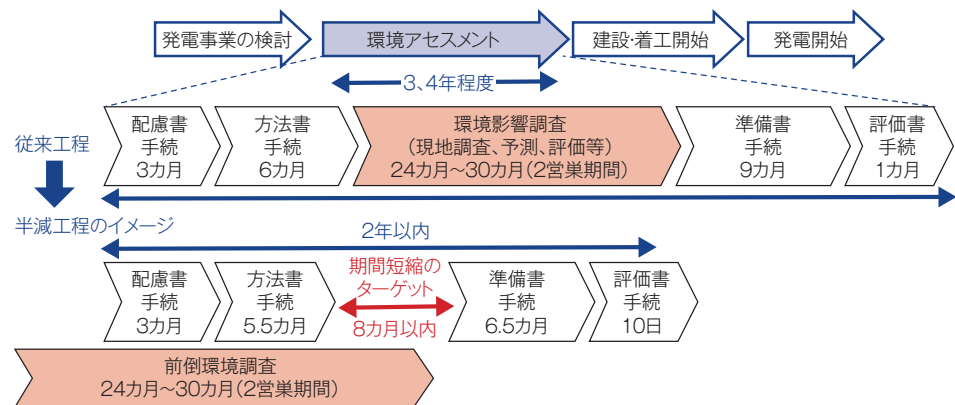 発電事業の検討
環境アセスメント
建設・着工開始
発電開始
3、4年程度
従来工程
配慮書
手続
3カ月
方法書
手続
6カ月
環境影響調査
(現地調査、予測、評価等)
24カ月~30カ月(2営巣期間)
準備書
手続
9カ月
評価書
手続
1カ月
半減工程のイメージ
2年以内
配慮書
手続
3カ月
方法書
手続
5.5カ月
期間短縮の
ターゲット
8カ月以内
準備書
手続
6.5カ月
評価書
手続
10日
前倒環境調査
24カ月~30カ月(2営巣期間)